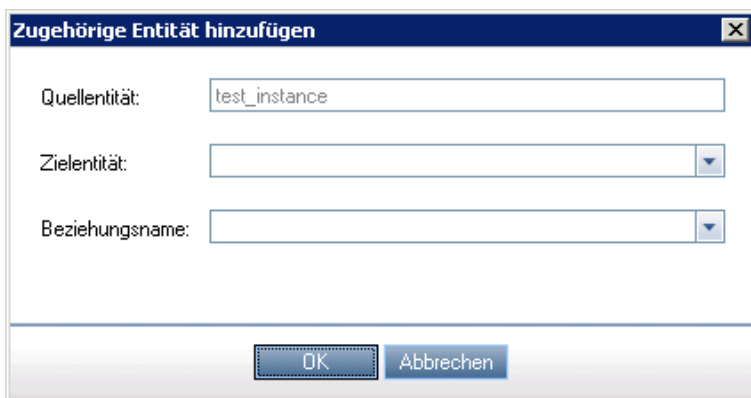 Zugehörige Entität hinzufügen
Quellentität: test_instance
Zielentität:
Beziehungsname:
OK Abbrechen